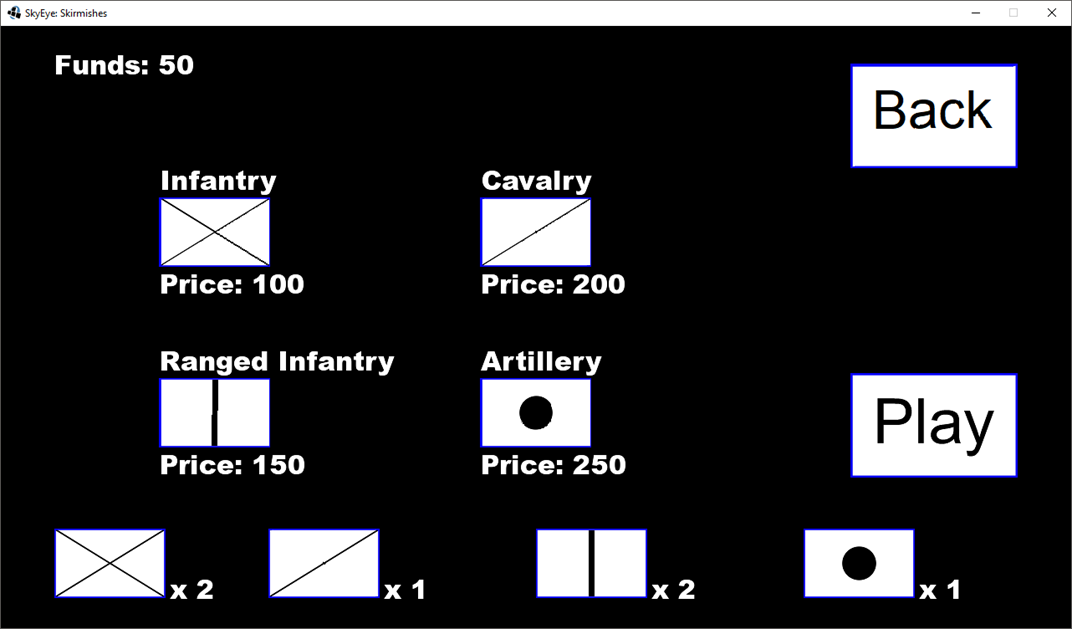 SkyEye: Skirmishes
Funds: 50
Back
Infantry
Cavalry
Price: 100
Price: 200
Ranged Infantry
Artillery
Play
Price: 150
Price: 250
x 2
x 1
x 2
x 1